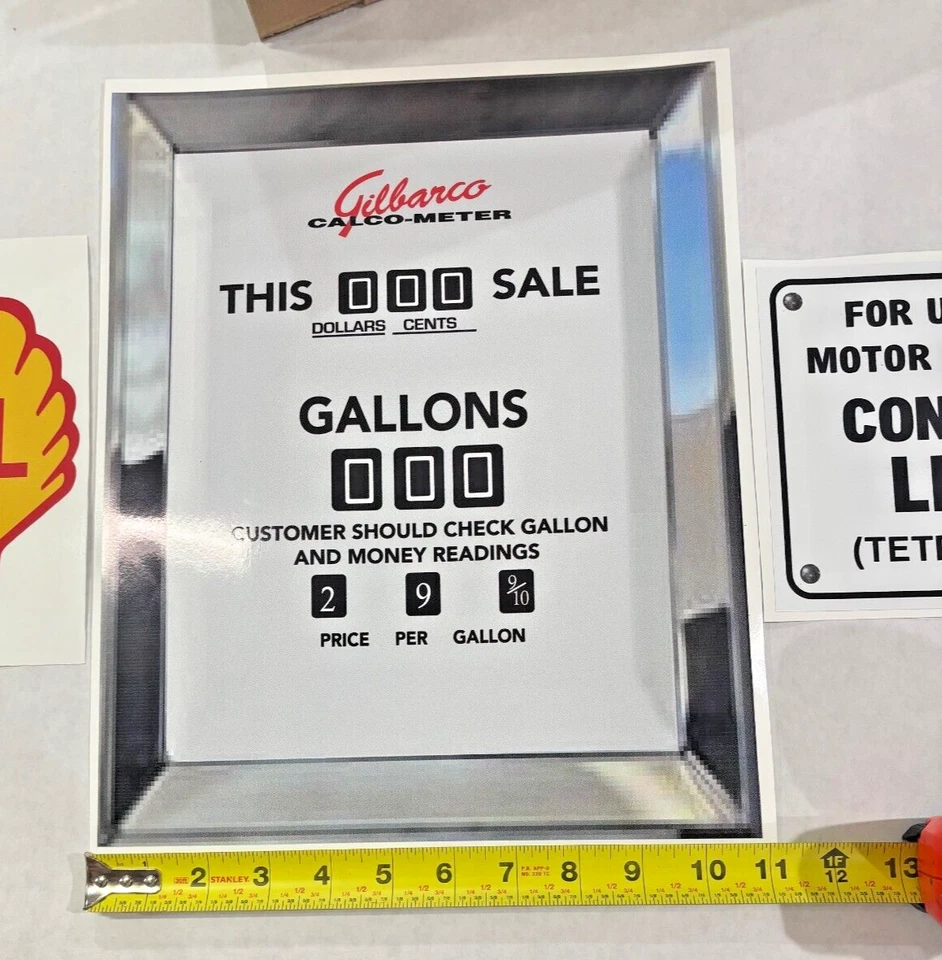 Gilbarco
CALCO-METER
THIS 000 SALE
DOLLARS CENTS
GALLONS
000
CUSTOMER SHOULD CHECK GALLON
AND MONEY READINGS
2 9 9/10
PRICE PER GALLON
L
FOR U
MOTOR
CON
LE
(TETR
1 2 STANLEY 3 4 5 6 7 8 9 10 11 1F 12 13